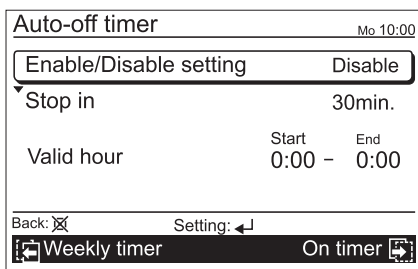 Auto-off timer Mo 10:00
Enable/Disable setting Disable
Stop in 30min.
Start End
Valid hour 0:00 - 0:00
Back: Setting:
Weekly timer On timer